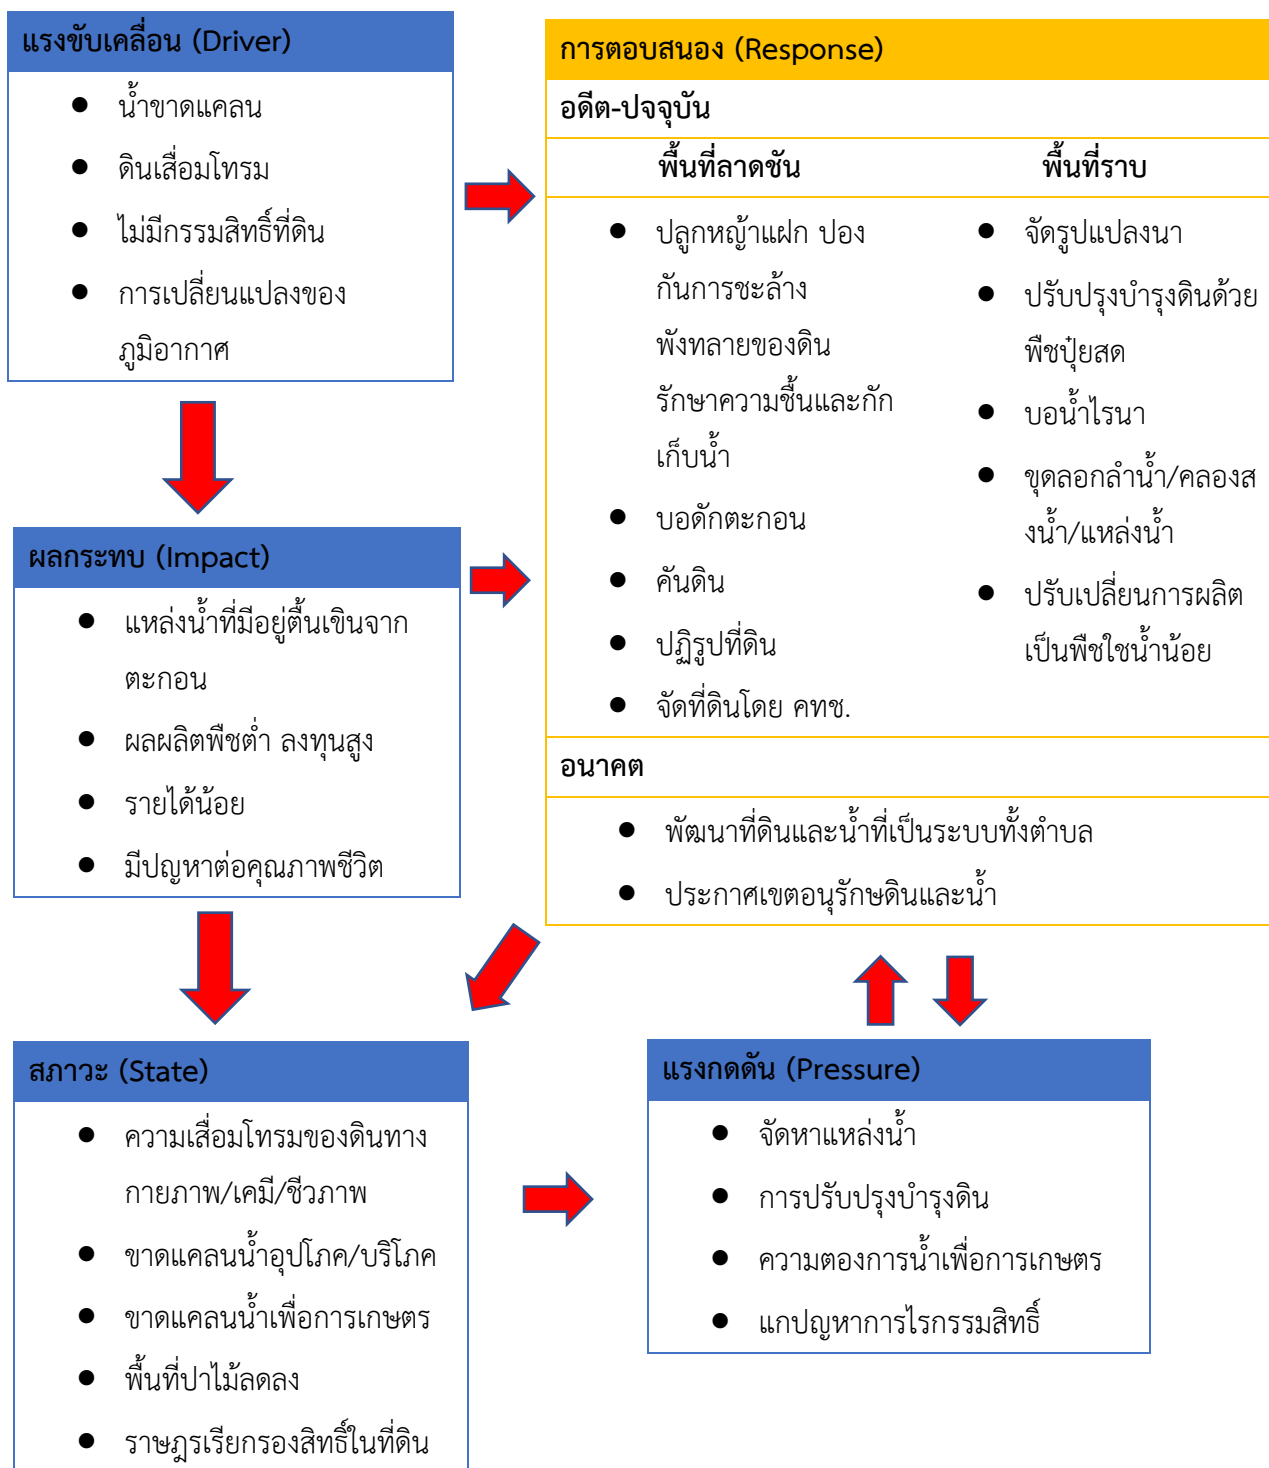 แรงขับเคลื่อน (Driver)
● น้ำขาดแคลน
● ดินเสื่อมโทรม
● ไม่มีกรรมสิทธิ์ที่ดิน
● การเปลี่ยนแปลงของ
ภูมิอากาศ
ผลกระทบ (Impact)
● แหล่งน้ำที่มีอยู่ตื้นเขินจาก
ตะกอน
● ผลผลิตพืชต่ำ ลงทุนสูง
● รายได้น้อย
● มีปญหาต่อคุณภาพชีวิต
การตอบสนอง (Response)
อดีต-ปจจุบัน
พื้นที่ลาดชัน
● ปลูกหญ้าแฝก ปอง
กันการชะล้าง
พังทลายของดิน
รักษาความชื้นและกัก
เก็บน้ำ
● บอดักตะกอน
● คันดิน
● ปฏิรูปที่ดิน
● จัดที่ดินโดย คทช.
พื้นที่ราบ
● จัดรูปแปลงนา
● ปรับปรุงบำรุงดินด้วย
พืชปุ๋ยสด
● บอน้ำไรนา
● ขุดลอกลำน้ำ/คลองส
งน้ำ/แหล่งน้ำ
● ปรับเปลี่ยนการผลิต
เป็นพืชใชน้ำน้อย
อนาคต
● พัฒนาที่ดินและน้ำที่เป็นระบบทั้งตำบล
● ประกาศเขตอนุรักษดินและน้ำ
สภาวะ (State)
● ความเสื่อมโทรมของดินทาง
กายภาพ/เคมี/ชีวภาพ
● ขาดแคลนน้ำอุปโภค/บริโภค
● ขาดแคลนน้ำเพื่อการเกษตร
● พื้นที่ปาไม้ลดลง
● ราษฎรเรียกรองสิทธิ์ในที่ดิน
แรงกดดัน (Pressure)
● จัดหาแหล่งน้ำ
● การปรับปรุงบำรุงดิน
● ความตองการน้ำเพื่อการเกษตร
● แกปญหาการไรกรรมสิทธิ์